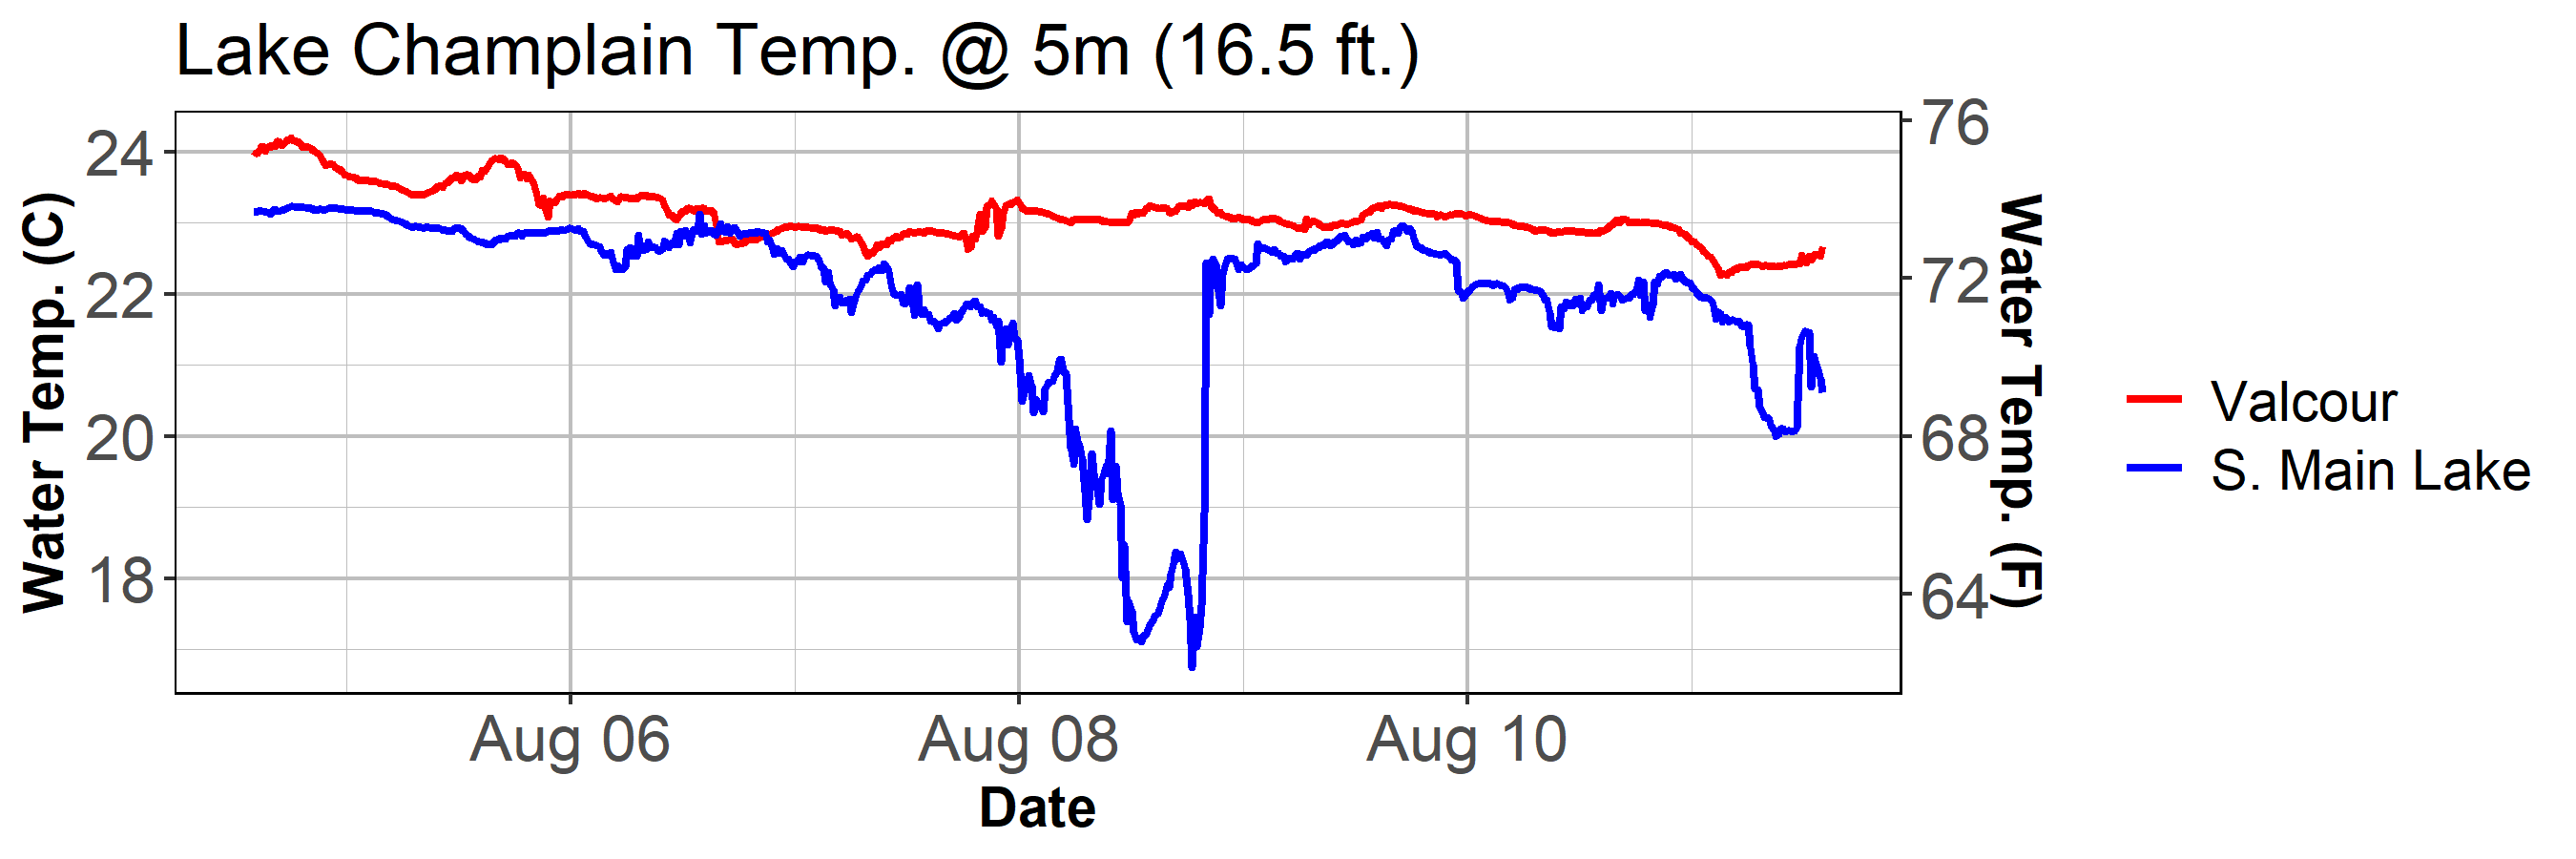 Lake Champlain Temp. @ 5m (16.5 ft.)
Water Temp. (C)
24
22
20
18
76
72
68
64
Water Temp. (F)
Aug 06
Aug 08
Aug 10
Date
Valcour
S. Main Lake